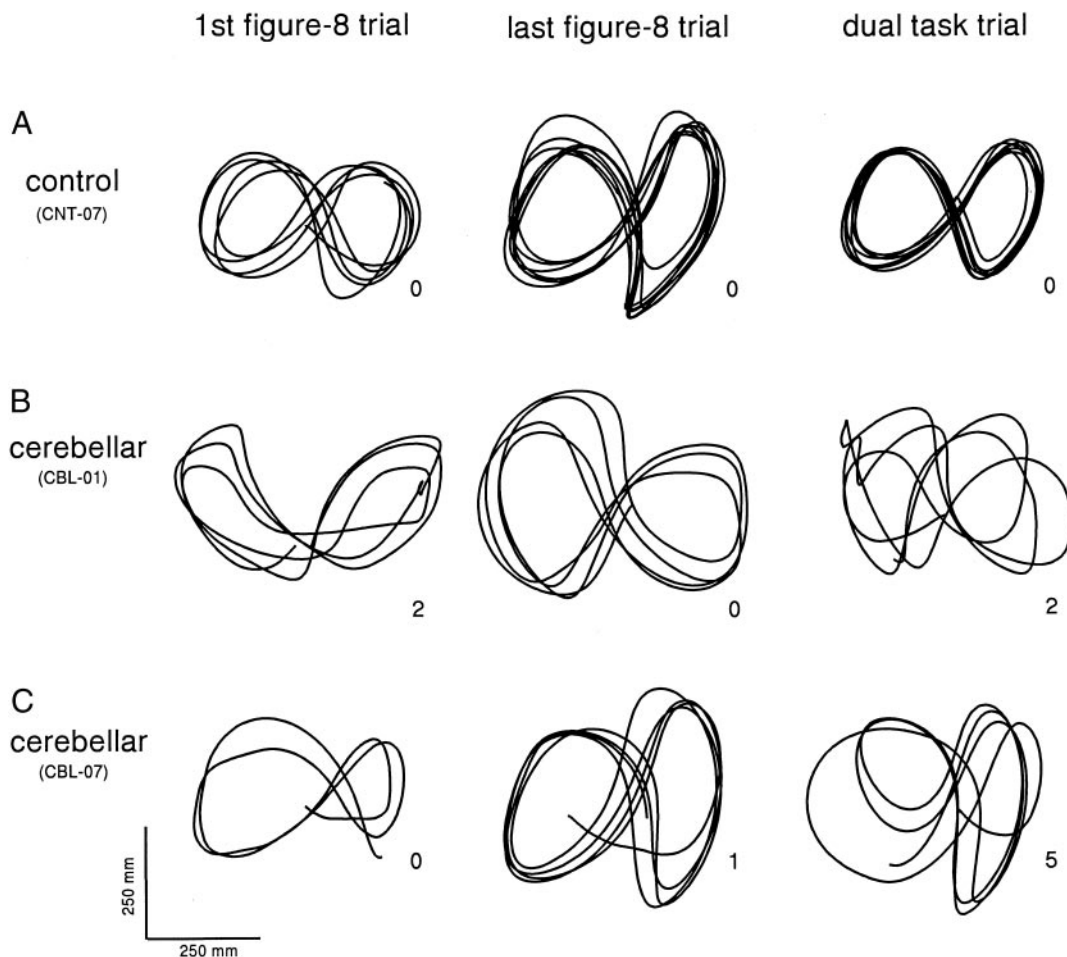 1st figure-8 trial
last figure-8 trial
dual task trial
A
control
(CNT-07)
0
0
0
B
cerebellar
(CBL-01)
2
0
2
C
cerebellar
(CBL-07)
0
1
5
250 mm
250 mm